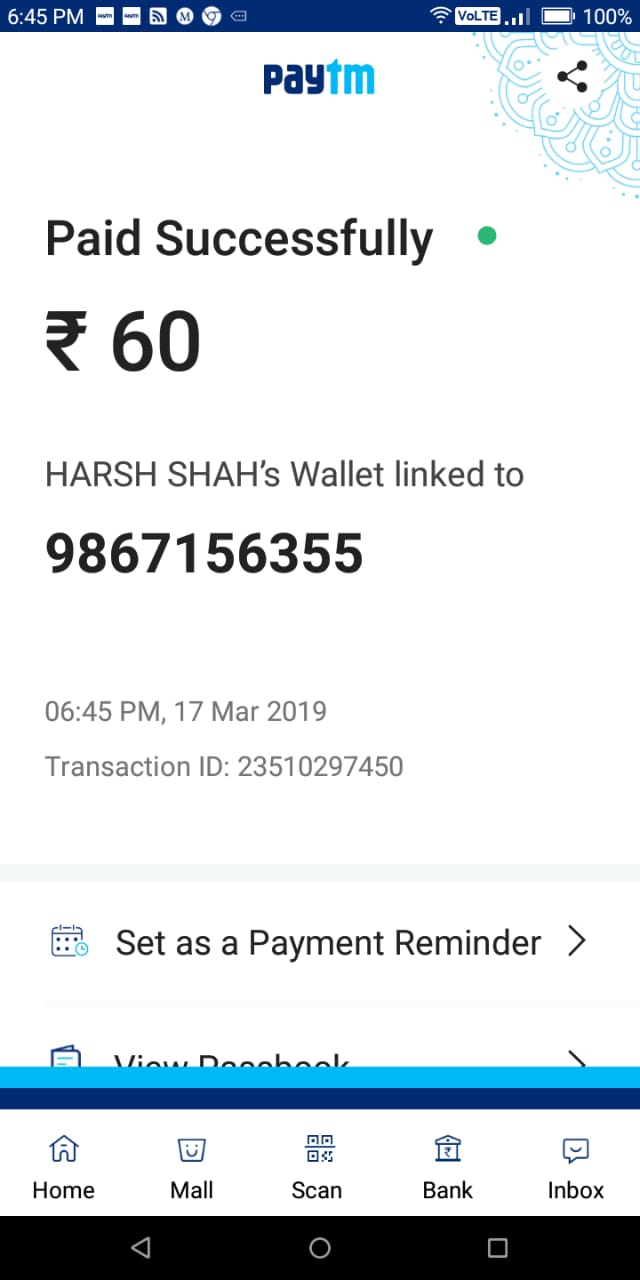 6:45 PM
VoLTE
100%
paytm
Paid Successfully
₹ 60
HARSH SHAH's Wallet linked to
9867156355
06:45 PM, 17 Mar 2019
Transaction ID: 23510297450
Set as a Payment Reminder
View Passbook
Home Mall Scan Bank Inbox